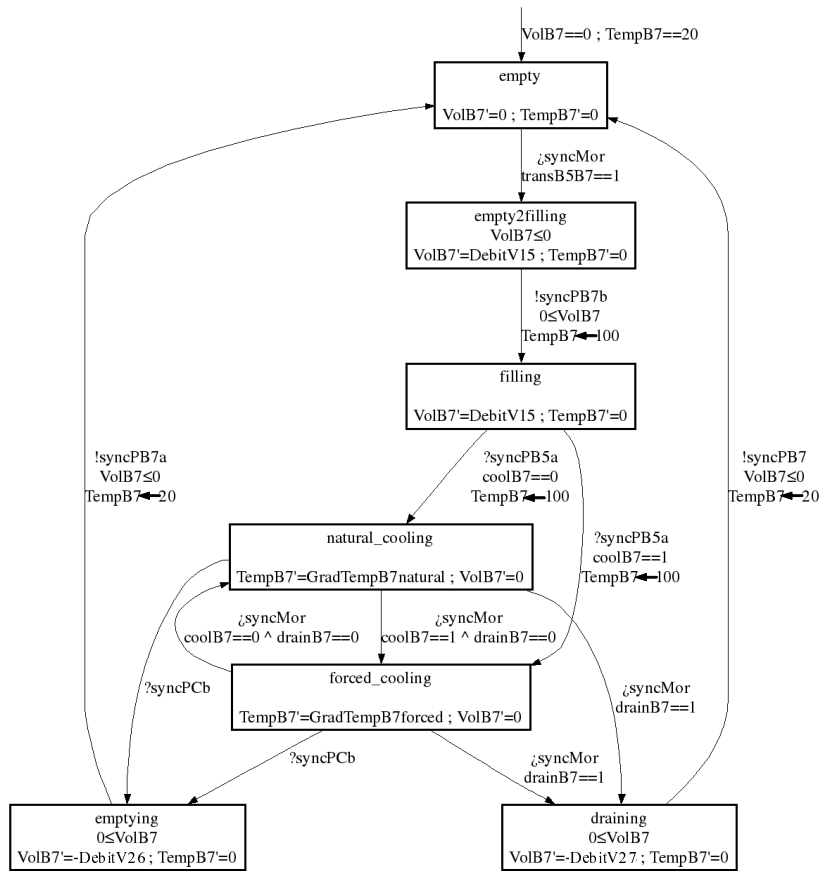 VolB7==0 ; TempB7==20
empty
VolB7'=0 ; TempB7'=0
¿syncMor
transB5B7==1
empty2filling
VolB7≤0
VolB7'=DebitV15 ; TempB7'=0
!syncPB7b
0≤VolB7
TempB7←100
filling
VolB7'=DebitV15 ; TempB7'=0
!syncPB7a
VolB7≤0
TempB7←20
?syncPB5a
coolB7==0
TempB7←100
!syncPB7
VolB7≤0
TempB7←20
natural_cooling
TempB7'=GradTempB7natural ; VolB7'=0
?syncPB5a
coolB7==1
TempB7←100
¿syncMor
coolB7==0 ^ drainB7==0
¿syncMor
coolB7==1 ^ drainB7==0
forced_cooling
TempB7'=GradTempB7forced ; VolB7'=0
?syncPCb
¿syncMor
drainB7==1
?syncPCb
¿syncMor
drainB7==1
emptying
0≤VolB7
VolB7'=-DebitV26 ; TempB7'=0
draining
0≤VolB7
VolB7'=-DebitV27 ; TempB7'=0